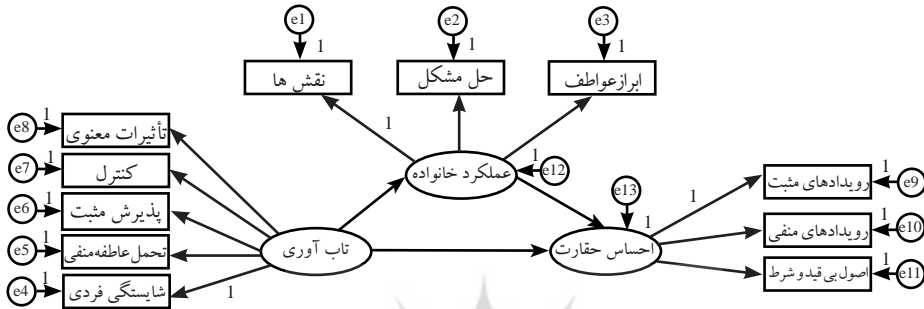 e1
e2
e3
1
1
1
نقش ها
حل مشکل
ابراز عواطف
1
e8
1
تأثیرات معنوی
e7
1
کنترل
e6
1
پذیرش مثبت
e5
1
تحمل عاطفه منفی
e4
1
شایستگی فردی
1
عملکرد خانواده
1
e12
تاب آوری
e13
1
احساس حقارت
1
رویدادهای مثبت
1
e9
رویدادهای منفی
1
e10
اصول بی قید و شرط
1
e11